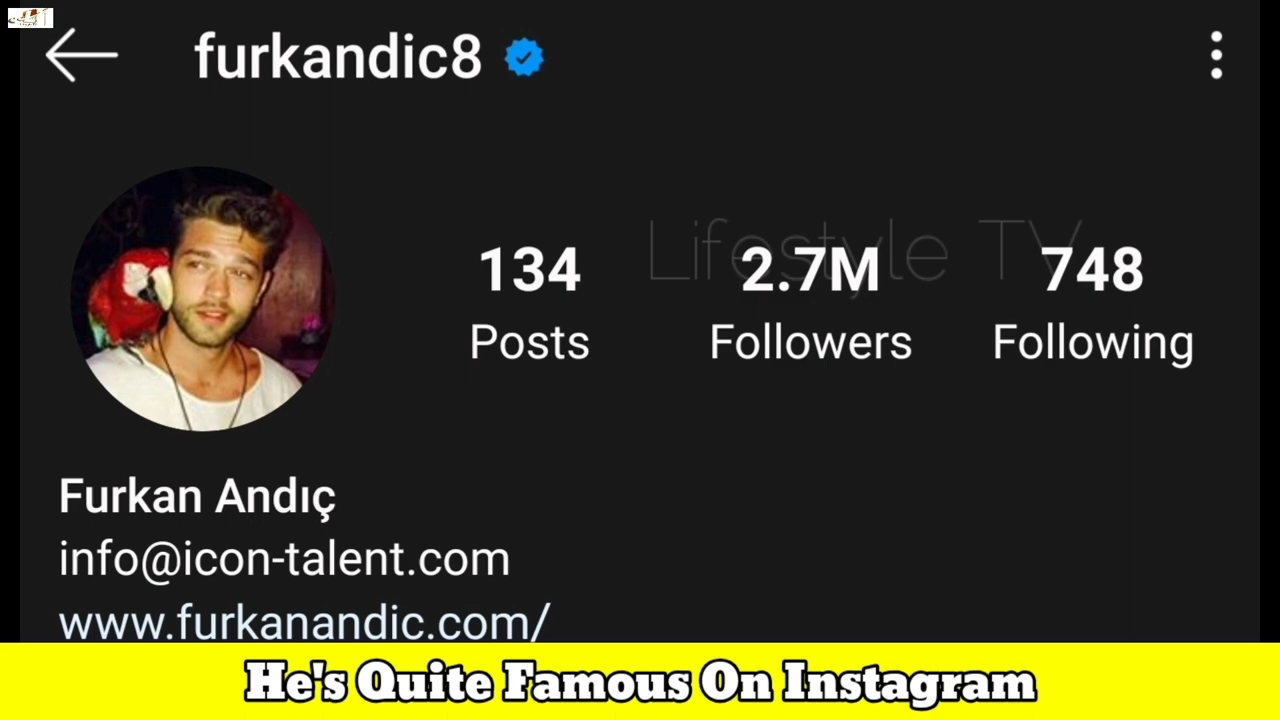 furkandic8
Lifestyle TV
134 2.7M 748
Posts Followers Following
Furkan Andıç
info@icon-talent.com
www.furkanandic.com/
He's Quite Famous On Instagram